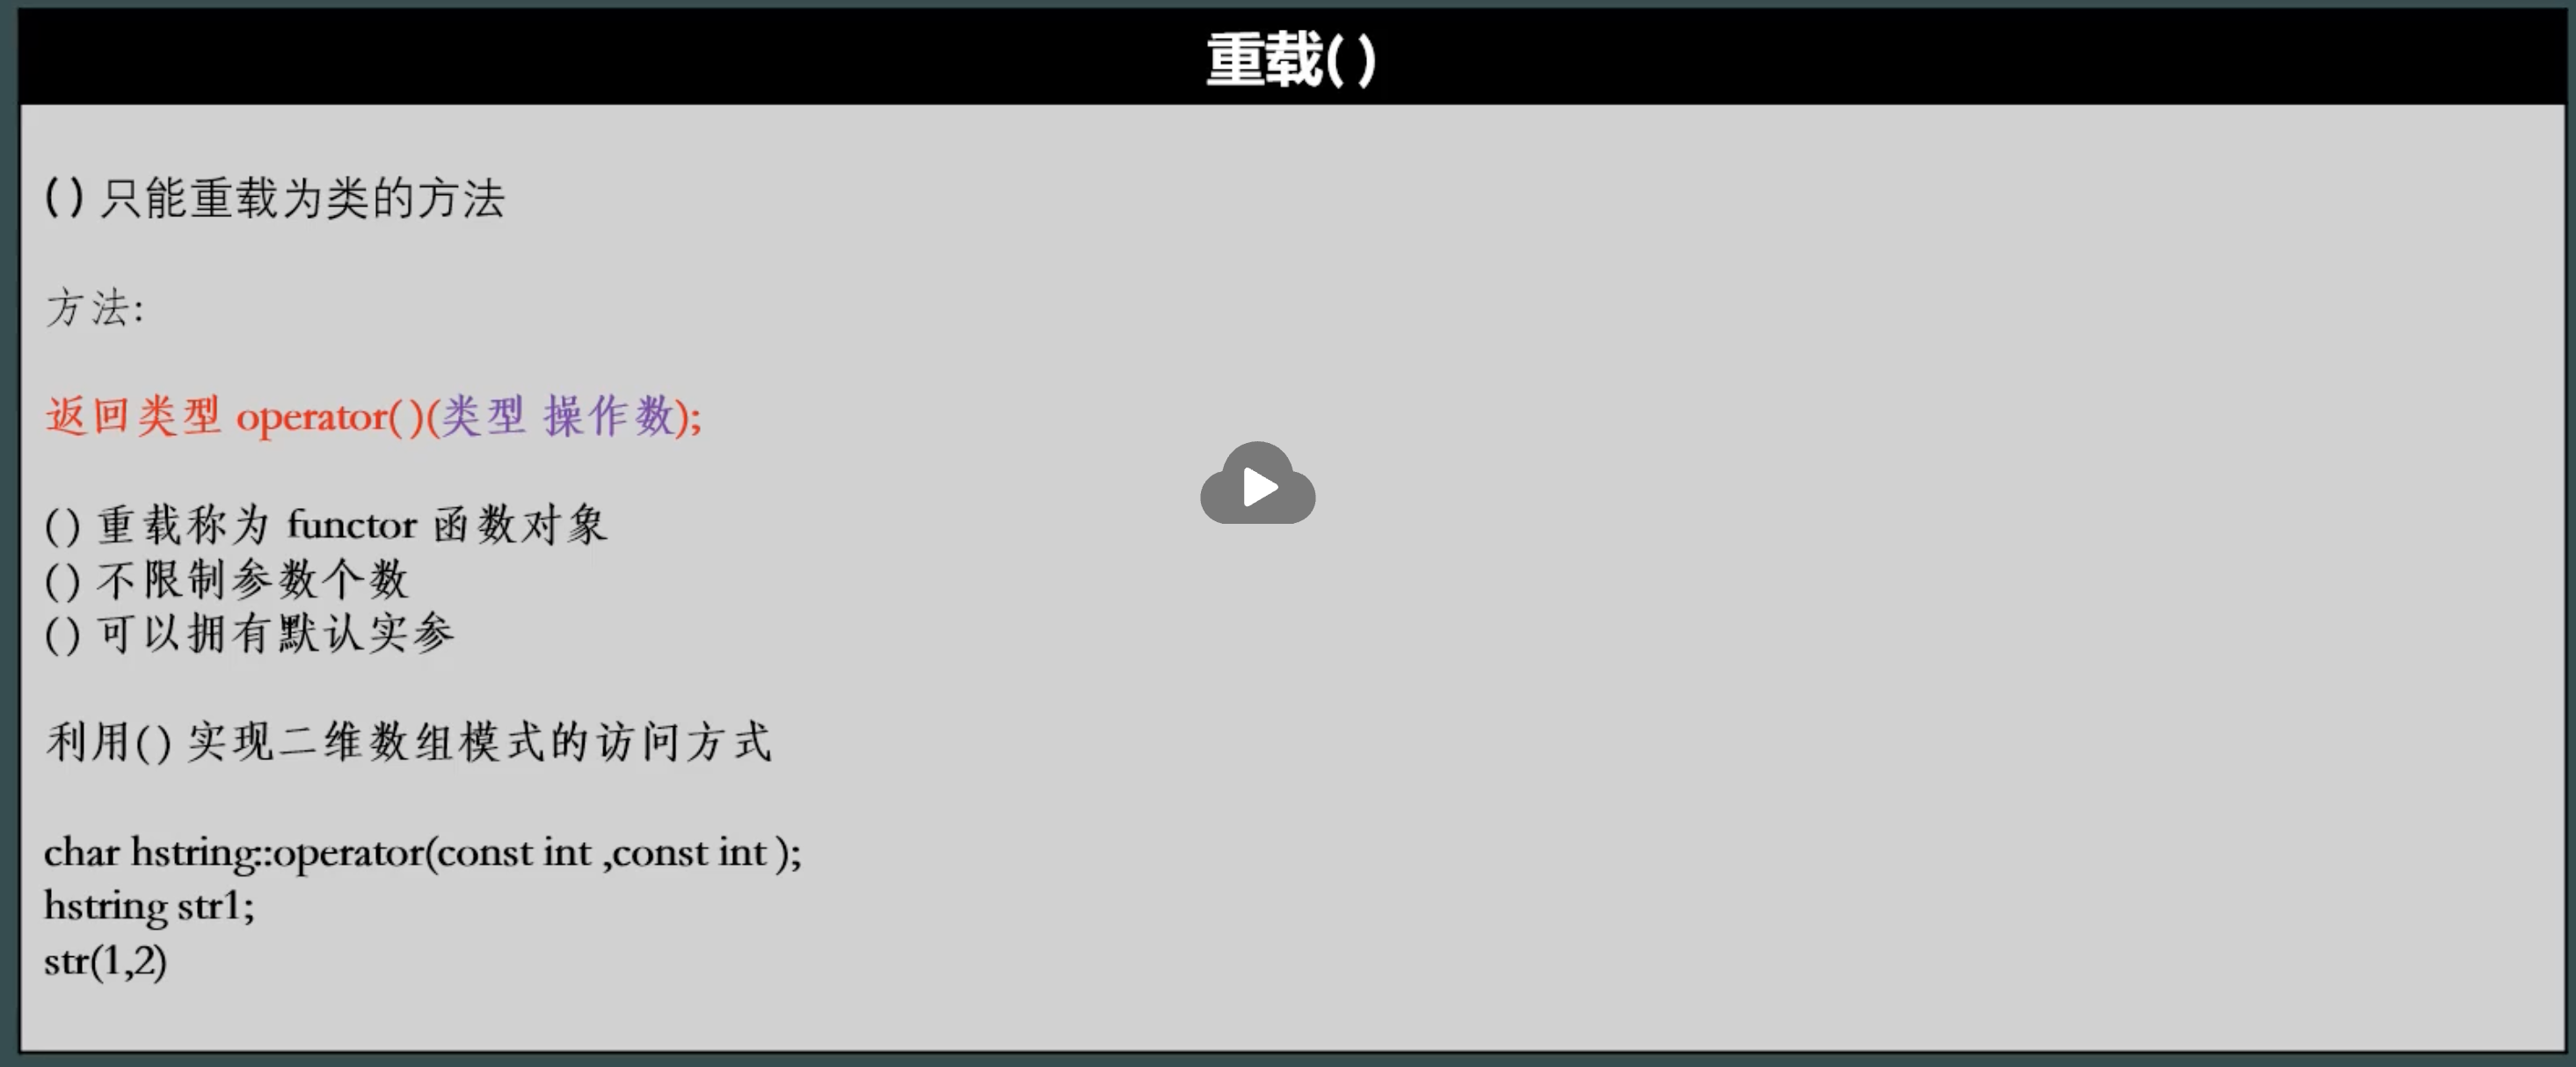 重载( )
( ) 只能重载为类的方法
方法:
返回类型 operator( )(类型 操作数);
( ) 重载称为 functor 函数对象
( ) 不限制参数个数
( ) 可以拥有默认实参
利用( ) 实现二维数组模式的访问方式
char hstring::operator(const int ,const int );
hstring str1;
str(1,2)